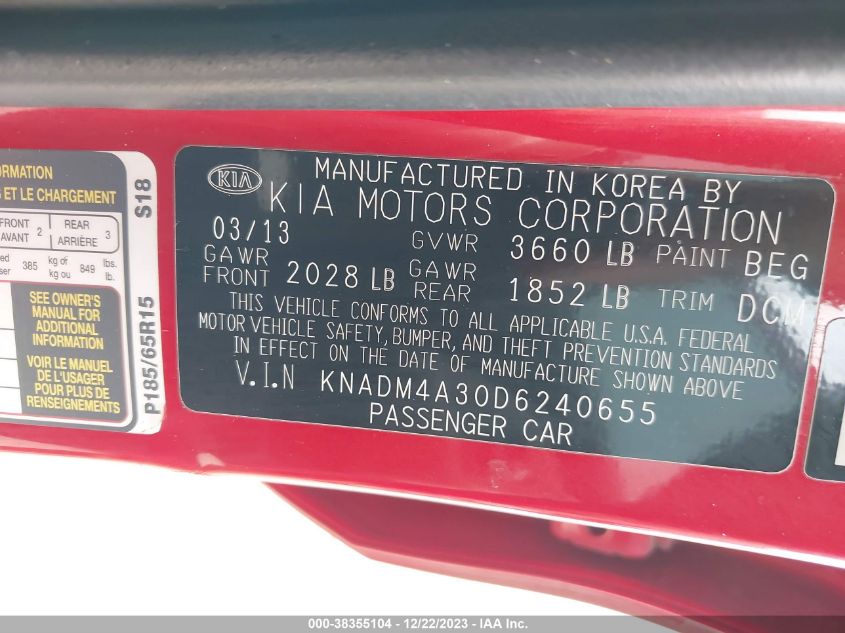 ORMATION
ET LE CHARGEMENT
FRONT
AVANT 2
REAR
ARRIÈRE 3
385 kg of
kg ou 849 lbs.
lb.
SEE OWNER'S
MANUAL FOR
ADDITIONAL
INFORMATION
VOIR LE MANUEL
DE L'USAGER
POUR PLUS DE
RENSEIGNEMENTS
P185/65R15 S18
KIA
MANUFACTURED IN KOREA BY
KIA MOTORS CORPORATION
03/13 GVWR 3660 LB PAINT BEG
GAWR FRONT 2028 LB GAWR REAR 1852 LB TRIM DCM
THIS VEHICLE CONFORMS TO ALL APPLICABLE U.S.A. FEDERAL
MOTOR VEHICLE SAFETY, BUMPER, AND THEFT PREVENTION STANDARDS
IN EFFECT ON THE DATE OF MANUFACTURE SHOWN ABOVE
V.I.N KNADM4A30D6240655
PASSENGER CAR
000-38355104 - 12/22/2023 - IAA Inc.